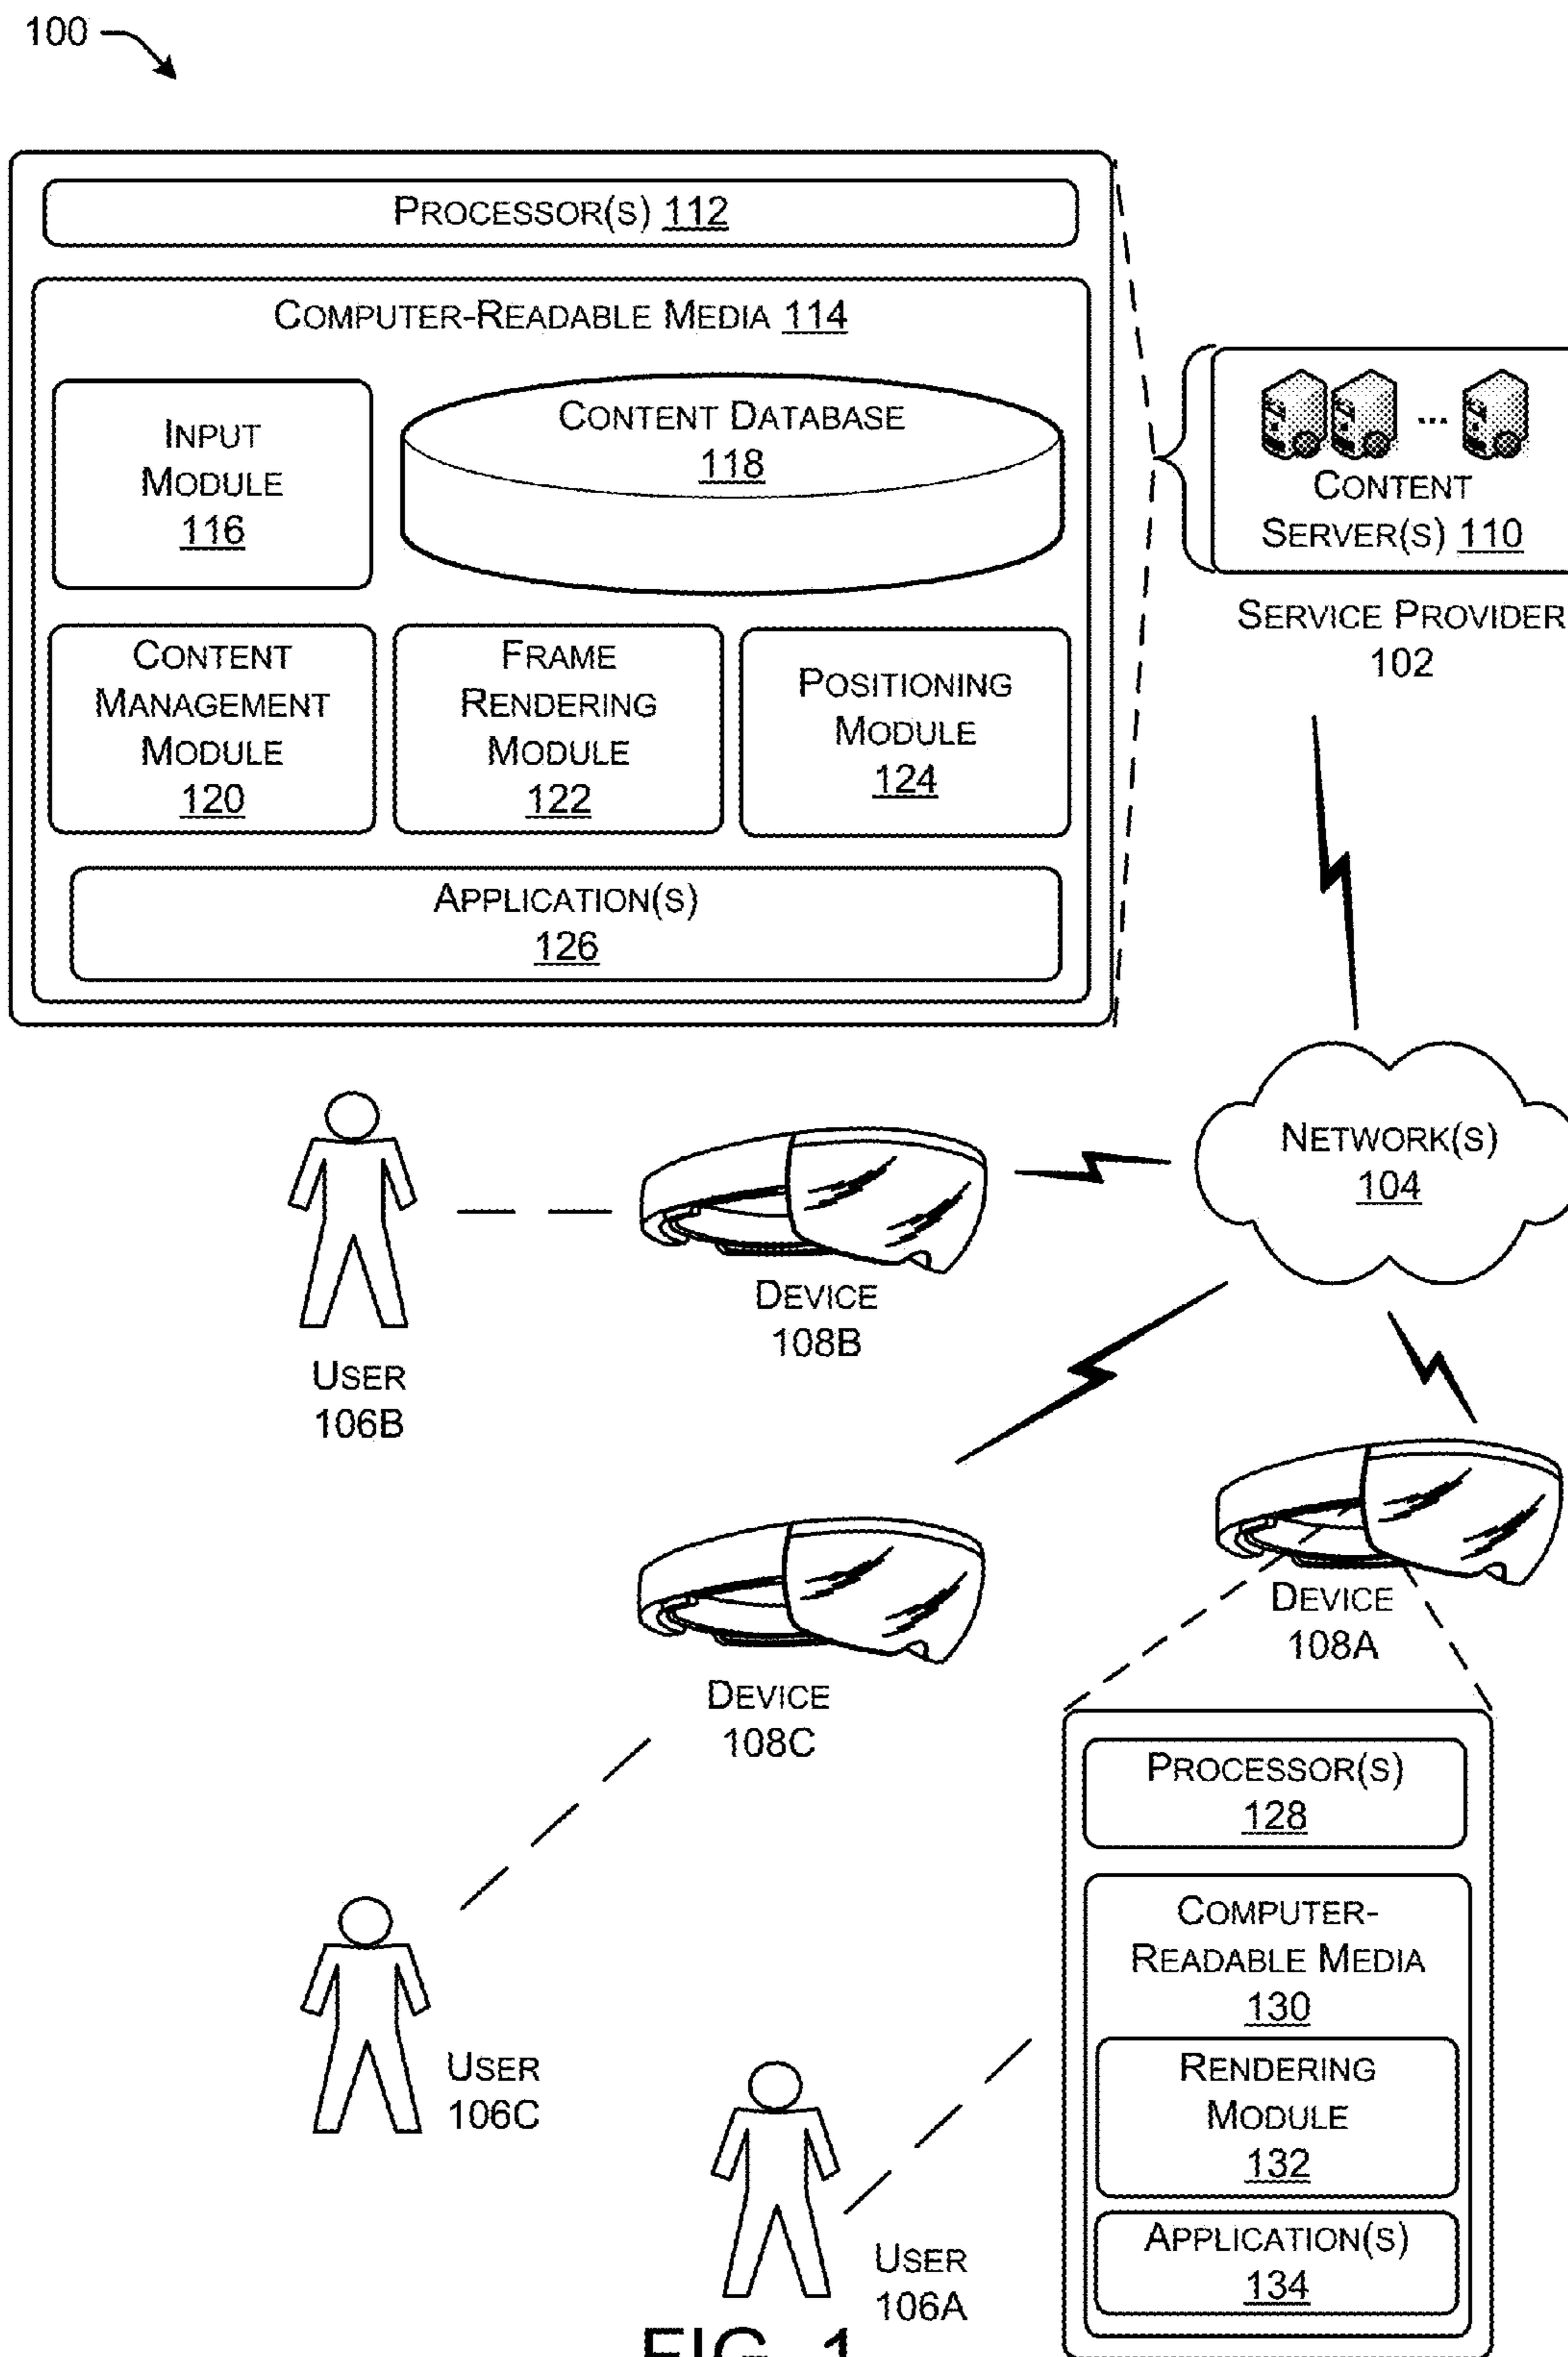 100
PROCESSOR(S) 112
COMPUTER-READABLE MEDIA 114
INPUT
MODULE
116
CONTENT DATABASE
118
CONTENT
MANAGEMENT
MODULE
120
FRAME
RENDERING
MODULE
122
POSITIONING
MODULE
124
APPLICATION(S)
126
...
CONTENT
SERVER(S) 110
SERVICE PROVIDER
102
NETWORK(S)
104
USER
106B
DEVICE
108B
DEVICE
108C
DEVICE
108A
PROCESSOR(S)
128
COMPUTER-
READABLE MEDIA
130
RENDERING
MODULE
132
APPLICATION(S)
134
USER
106C
USER
106A
FIG. 1